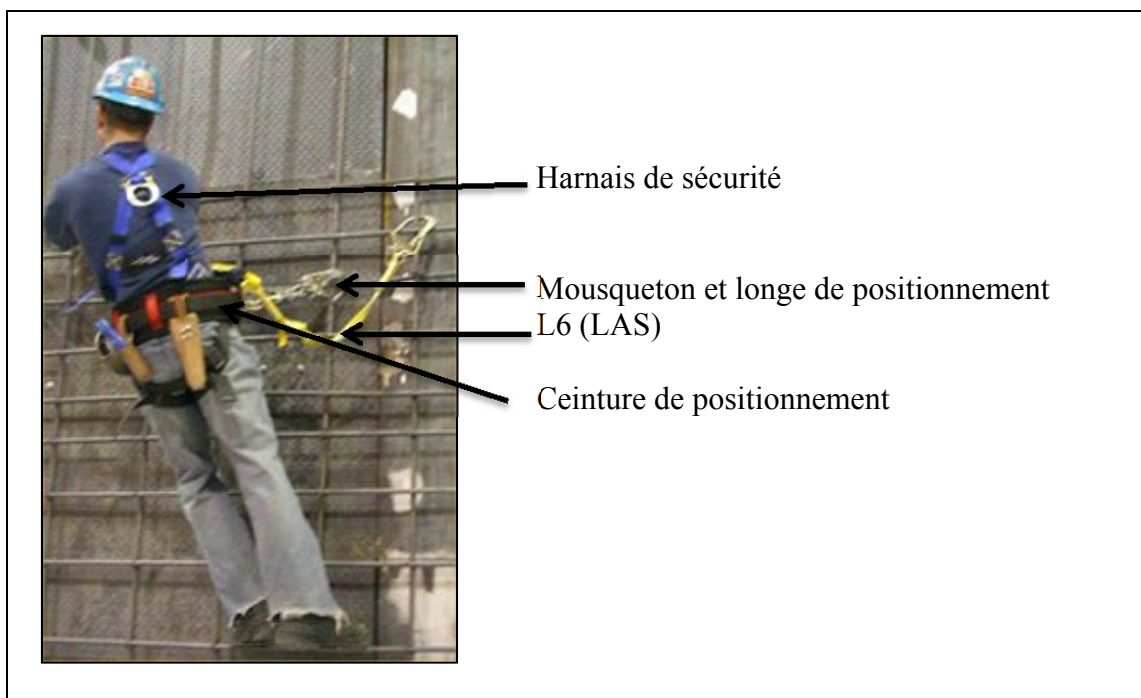 Harnais de sécurité
Mousqueton et longe de positionnement
L6 (LAS)
Ceinture de positionnement